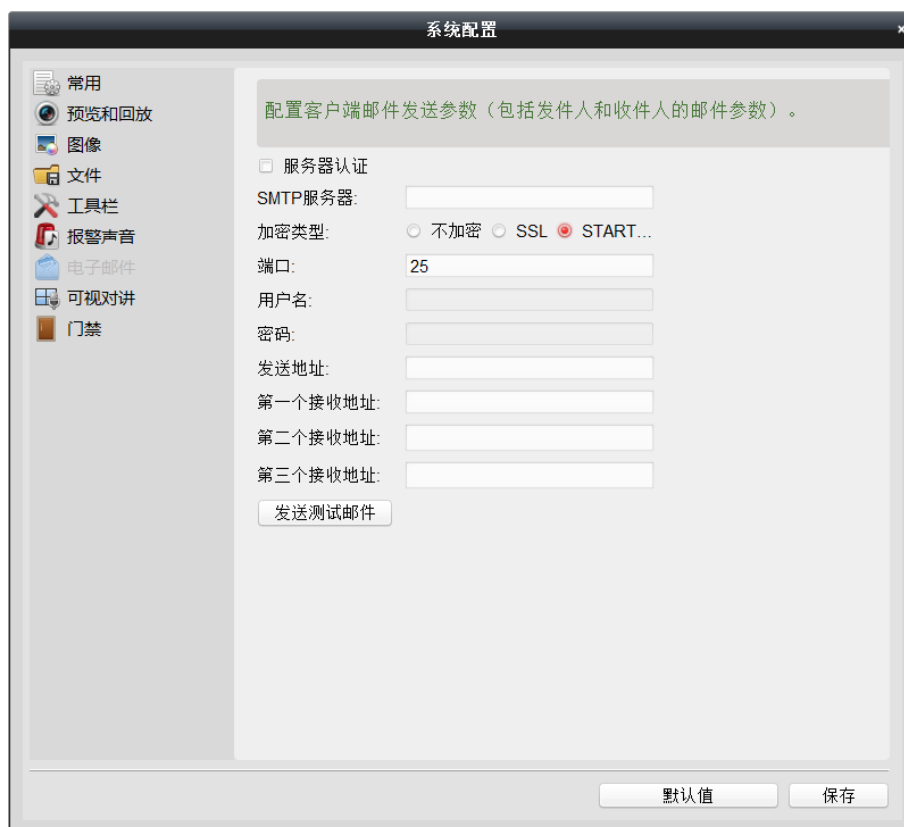 系统配置
×
常用
预览和回放
图像
文件
工具栏
报警声音
电子邮件
可视对讲
门禁
配置客户端邮件发送参数（包括发件人和收件人的邮件参数）。
服务器认证
SMTP服务器:
加密类型: 不加密 SSL START...
端口: 25
用户名:
密码:
发送地址:
第一个接收地址:
第二个接收地址:
第三个接收地址:
发送测试邮件
默认值 保存